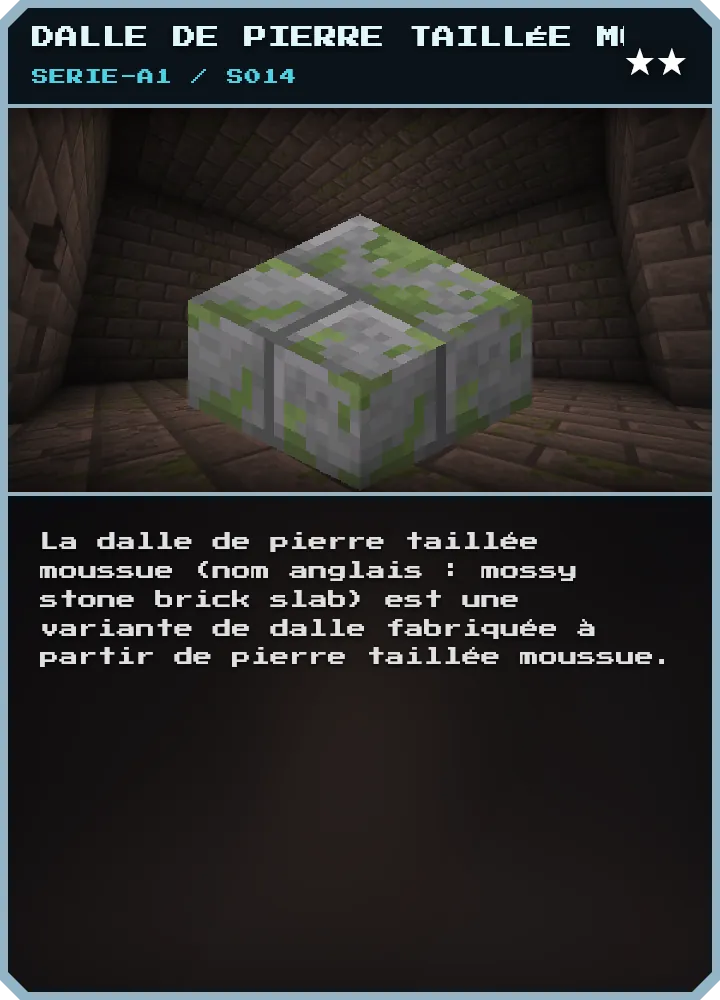 DALLE DE PIERRE TAILLéE
SERIE-A1 / S014
La dalle de pierre taillée
moussue (nom anglais : mossy
stone brick slab) est une
variante de dalle fabriquée à
partir de pierre taillée moussue.